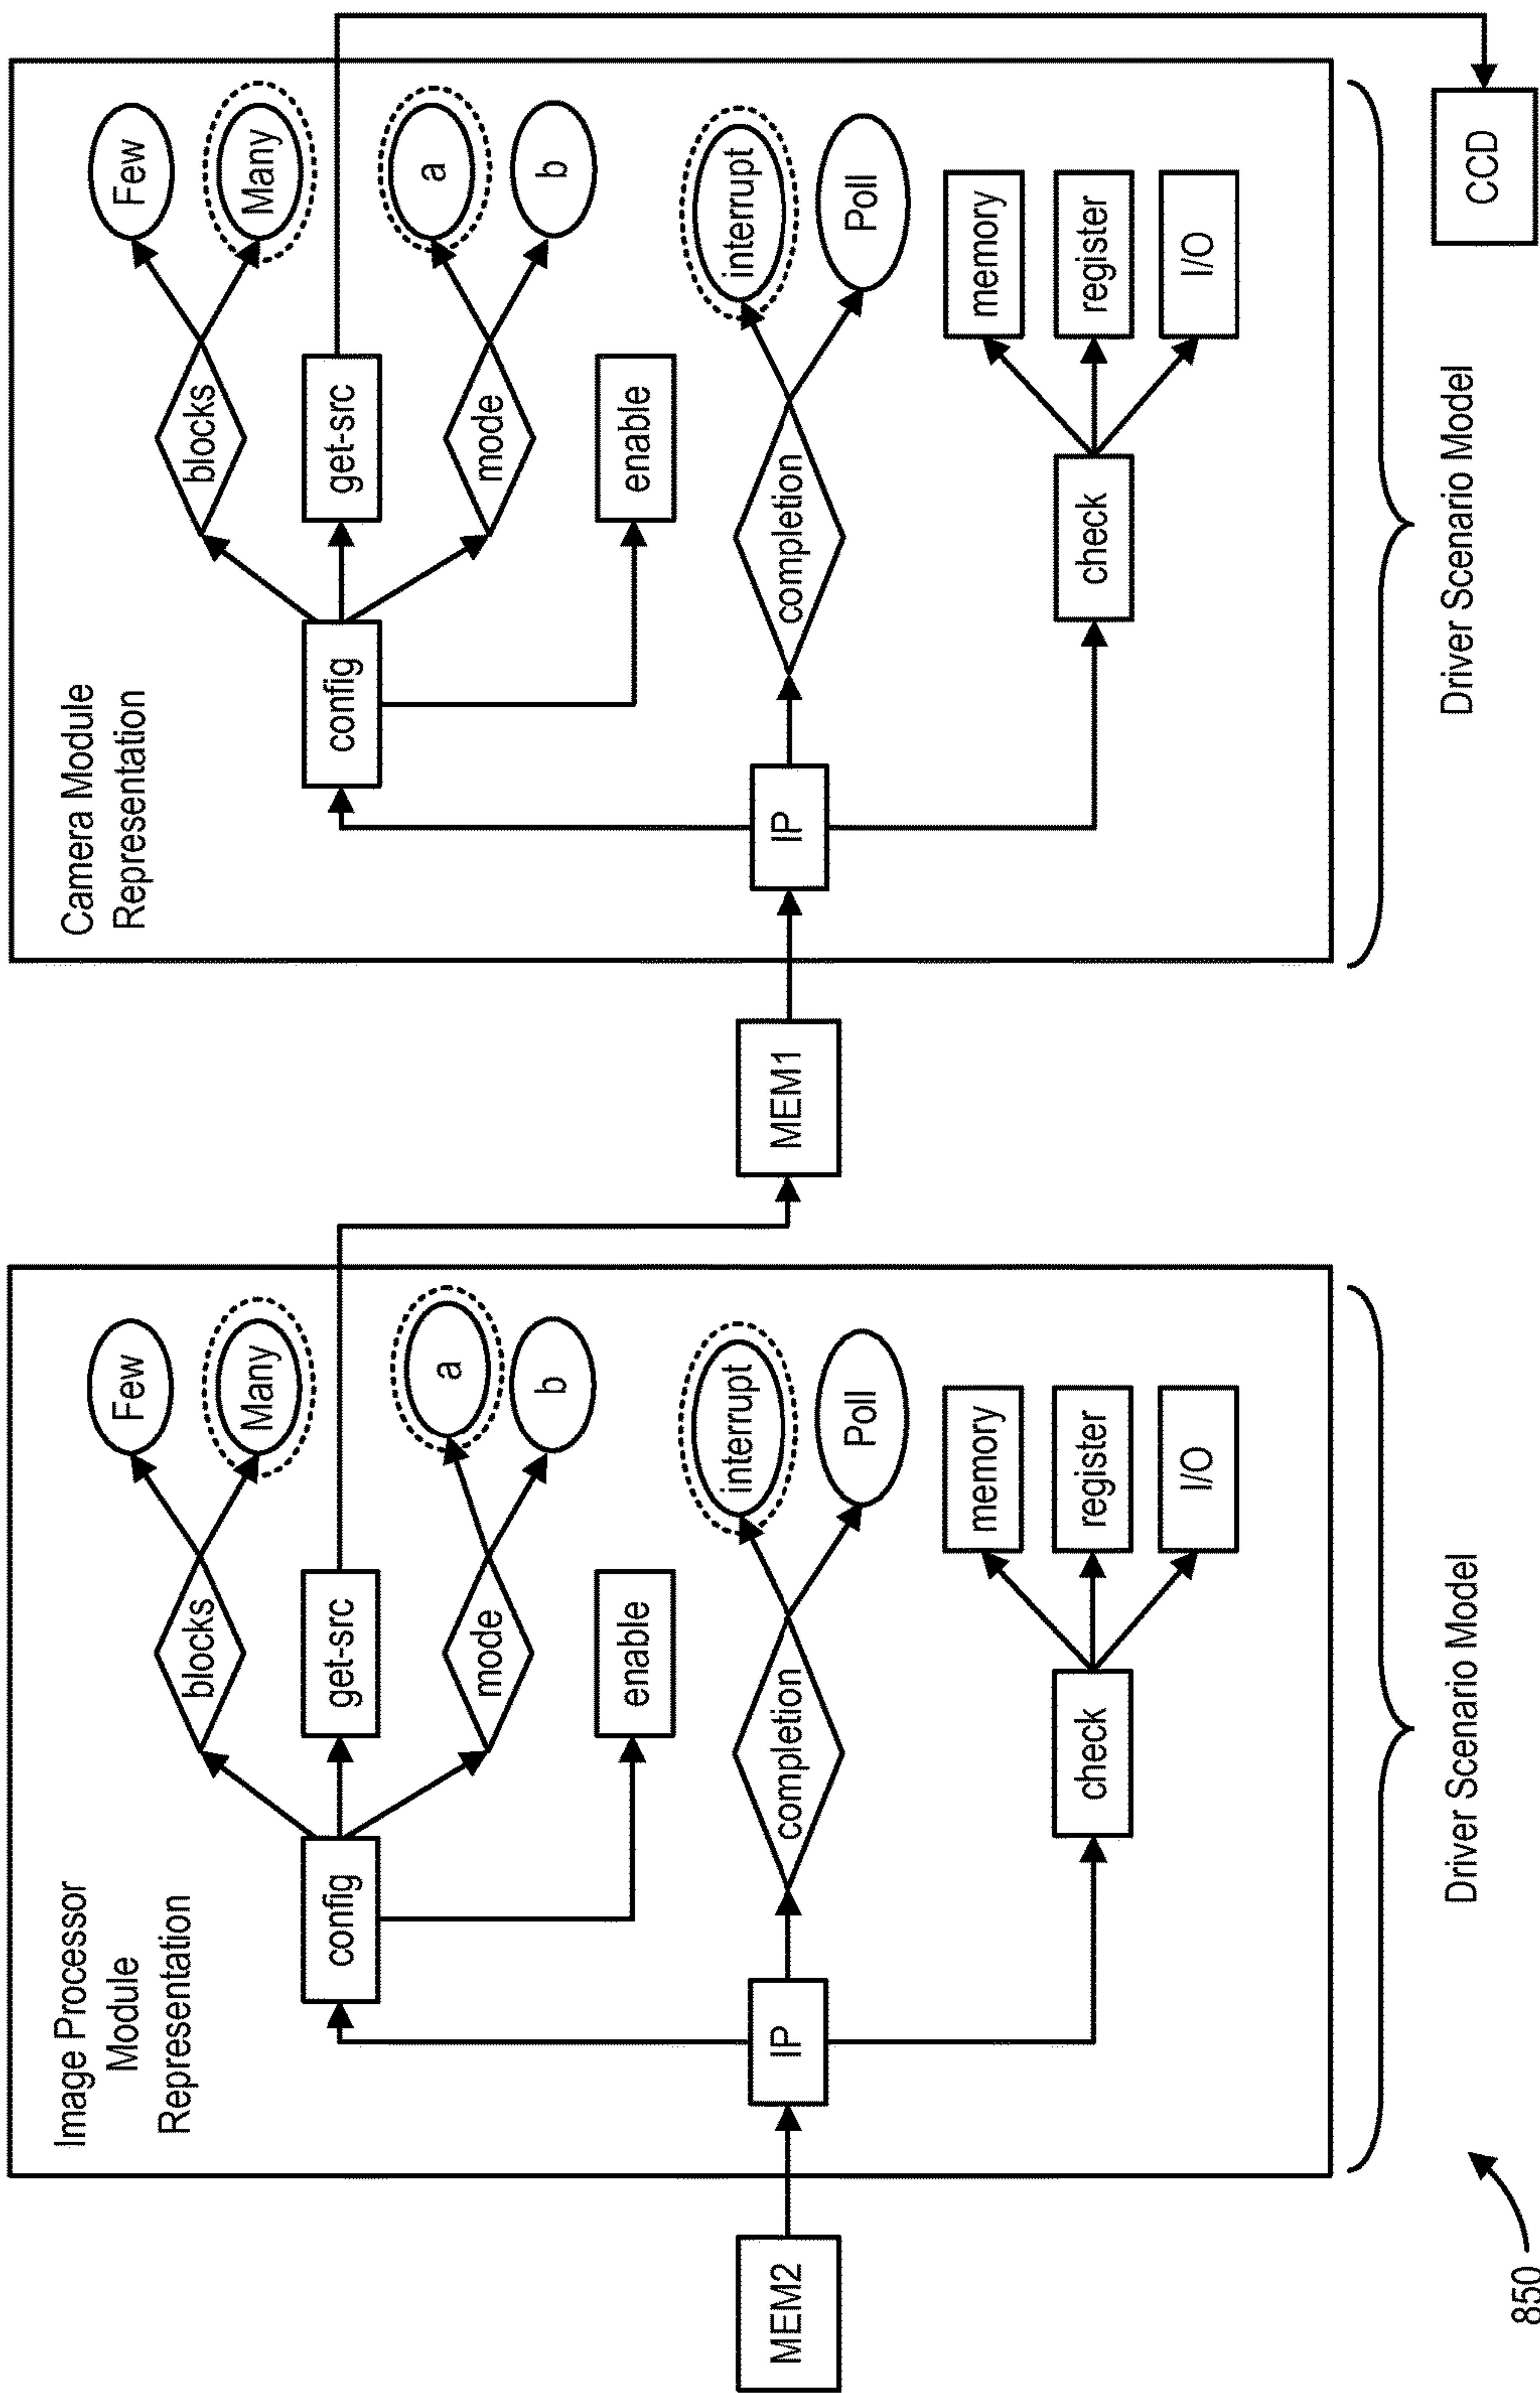 Image Processor
Module
Representation
MEM2
IP
config
blocks
Few
Many
get-src
mode
a
b
enable
completion
interrupt
Poll
check
memory
register
I/O
Driver Scenario Model
MEM1
Camera Module
Representation
IP
config
blocks
Few
Many
get-src
mode
a
b
enable
completion
interrupt
Poll
check
memory
register
I/O
Driver Scenario Model
CCD
850